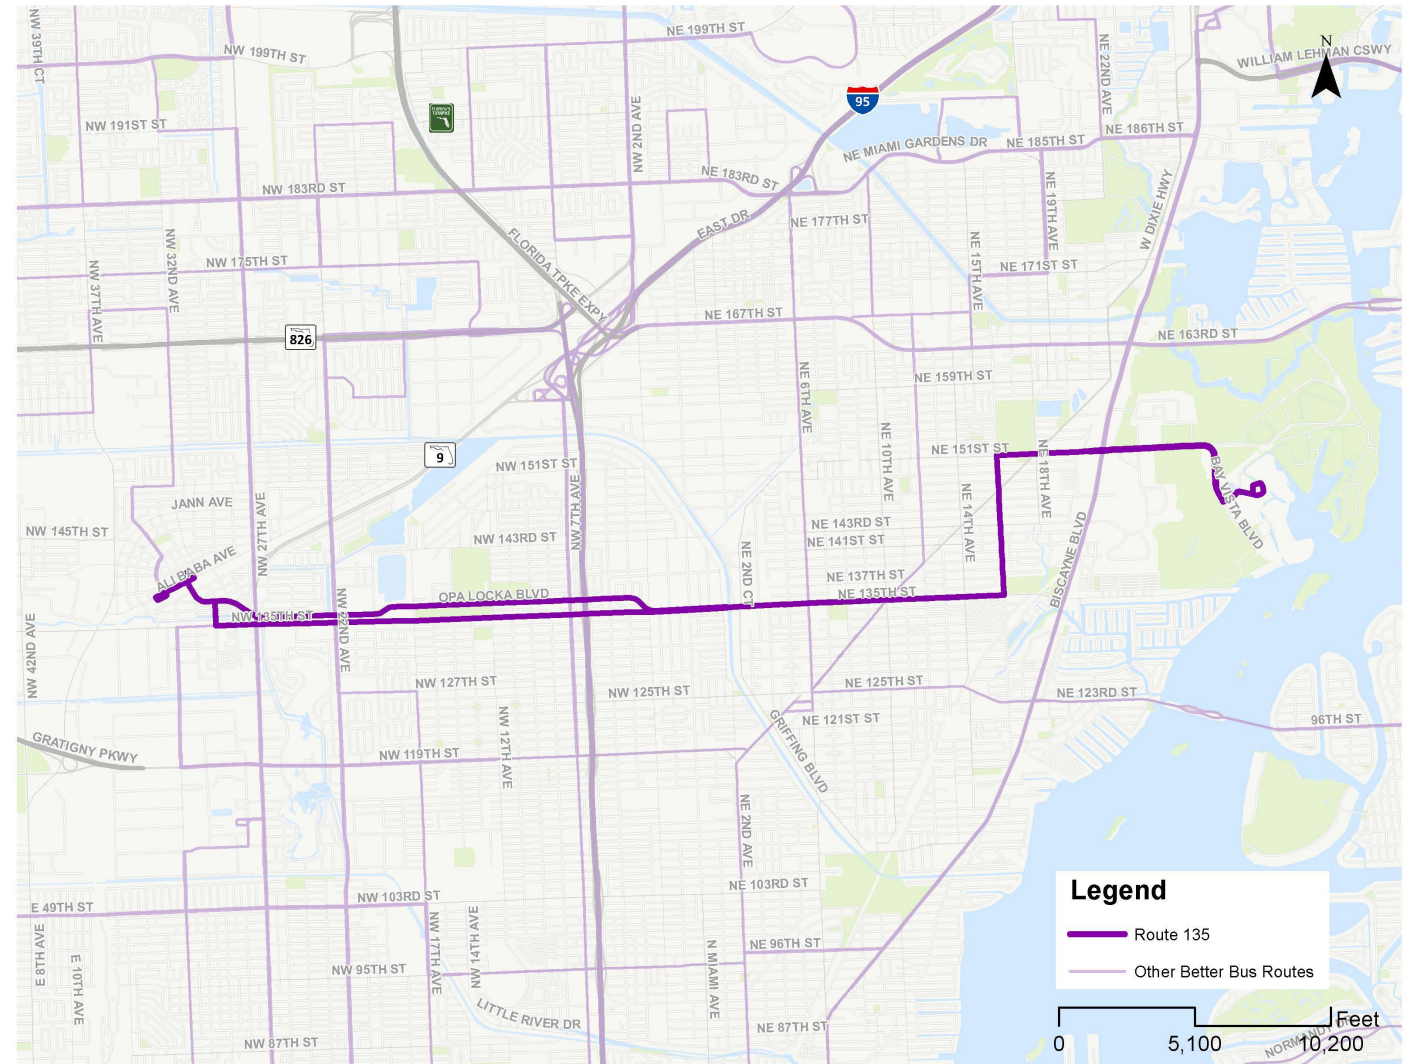 NW 39TH CT
NW 199TH ST
NE 199TH ST
NE 22ND AVE
WILLIAM LEHMAN CSWY
N
95
NW 2ND AVE
NW 191ST ST
NE MIAMI GARDENS DR
NE 185TH ST
NE 186TH ST
NW 183RD ST
NE 183RD ST
NE 19TH AVE
W DIXIE HWY
EAST DR
NE 177TH ST
NW 32ND AVE
NW 37TH AVE
NW 175TH ST
FLORIDA TPKE EXPY
NE 15TH AVE
NE 171ST ST
826
NE 167TH ST
NE 163RD ST
NE 6TH AVE
NE 159TH ST
9
NE 10TH AVE
NE 151ST ST
NE 18TH AVE
NW 151ST ST
BAY VISTA BLVD
JANN AVE
NW 27TH AVE
NW 7TH AVE
NE 14TH AVE
NW 145TH ST
NW 143RD ST
NE 143RD ST
NE 141ST ST
BISCAYNE BLVD
ALI BABA AVE
NE 2ND CT
NE 137TH ST
OPA LOCKA BLVD
NE 135TH ST
NW 135TH ST
NW 22ND AVE
NW 42ND AVE
NW 127TH ST
NW 125TH ST
NE 125TH ST
NE 123RD ST
NW 12TH AVE
GRIFFING BLVD
NE 121ST ST
96TH ST
GRATIGNY PKWY
NW 119TH ST
NE 2ND AVE
NE 103RD ST
NW 103RD ST
E 49TH ST
E 8TH AVE
E 10TH AVE
NW 17TH AVE
NW 14TH AVE
N MIAMI AVE
NE 96TH ST
NW 95TH ST
LITTLE RIVER DR
NE 87TH ST
NW 87TH ST
NORMANDY DR
Legend
Route 135
Other Better Bus Routes
Feet
0 5,100 10,200